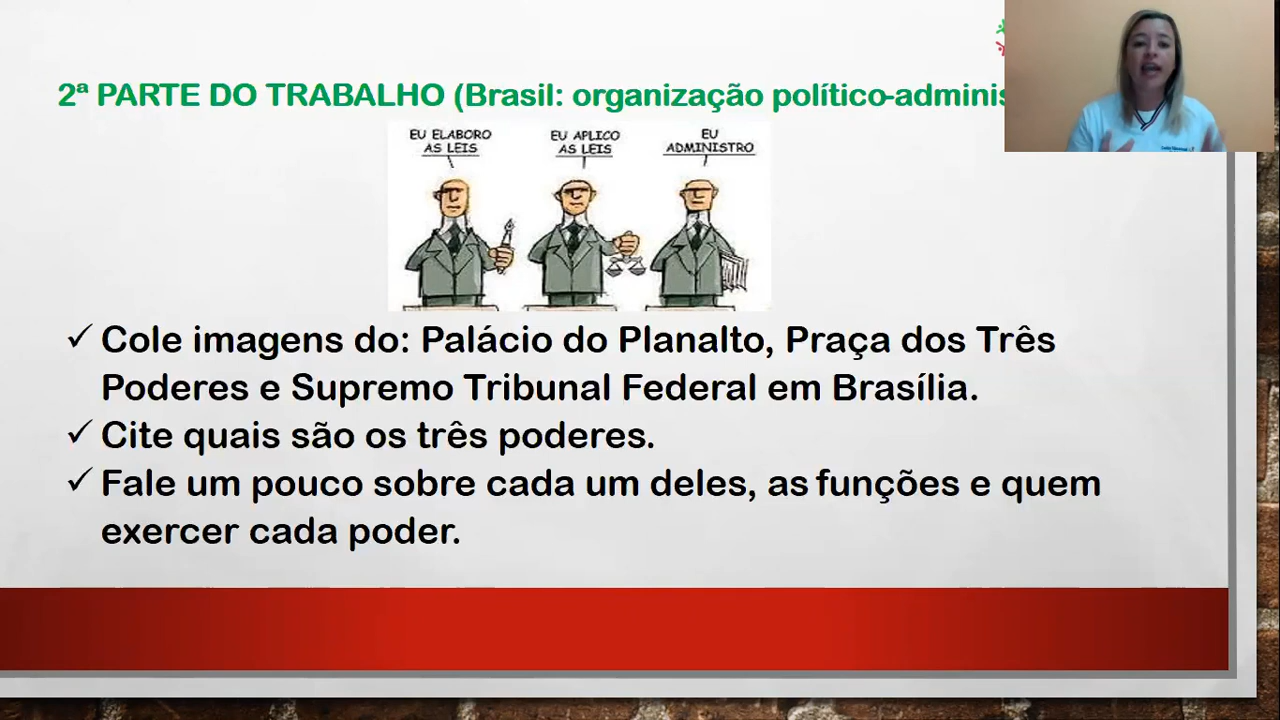 2ª PARTE DO TRABALHO (Brasil: organização político-adminis
EU ELABORO
AS LEIS
EU APLICO
AS LEIS
EU
ADMINISTRO
✓ Cole imagens do: Palácio do Planalto, Praça dos Três
Poderes e Supremo Tribunal Federal em Brasília.
✓ Cite quais são os três poderes.
✓ Fale um pouco sobre cada um deles, as funções e quem
exercer cada poder.